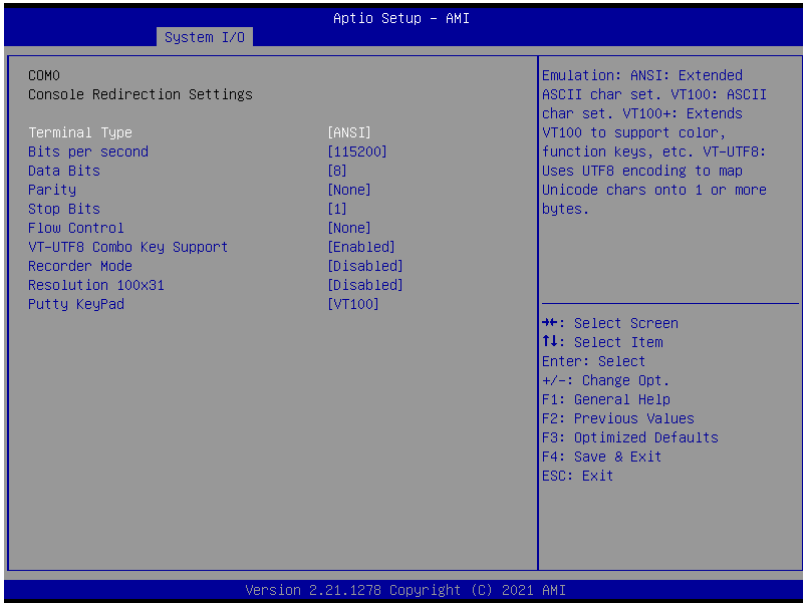 Aptio Setup – AMI
System I/O
COM0
Console Redirection Settings
Terminal Type [ANSI]
Bits per second [115200]
Data Bits [8]
Parity [None]
Stop Bits [1]
Flow Control [None]
VT-UTF8 Combo Key Support [Enabled]
Recorder Mode [Disabled]
Resolution 100x31 [Disabled]
Putty KeyPad [VT100]
Emulation: ANSI: Extended
ASCII char set. VT100: ASCII
char set. VT100+: Extends
VT100 to support color,
function keys, etc. VT-UTF8:
Uses UTF8 encoding to map
Unicode chars onto 1 or more
bytes.
→←: Select Screen
↑↓: Select Item
Enter: Select
+/-: Change Opt.
F1: General Help
F2: Previous Values
F3: Optimized Defaults
F4: Save & Exit
ESC: Exit
Version 2.21.1278 Copyright (C) 2021 AMI